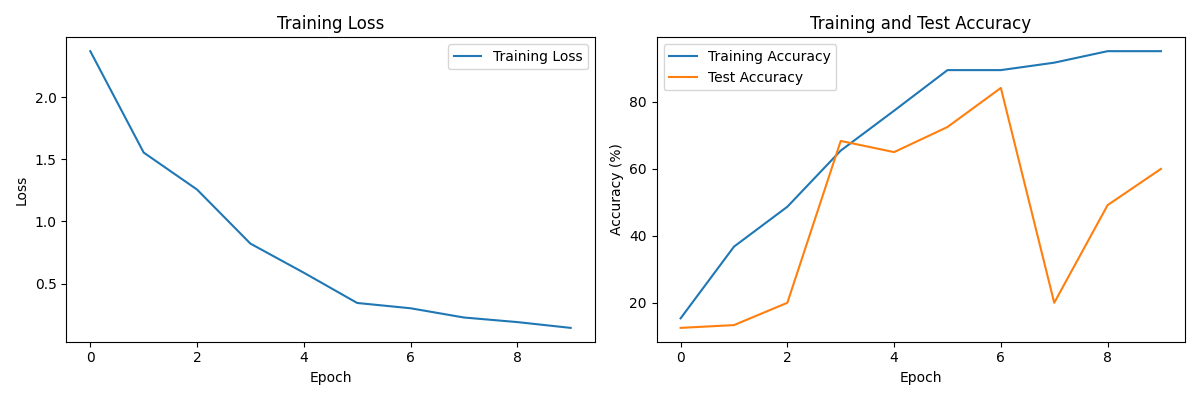 Training Loss
Training Loss
2.0
1.5
1.0
0.5
Loss
0 2 4 6 8
Epoch
Training and Test Accuracy
Training Accuracy
Test Accuracy
80
60
40
20
Accuracy (%)
0 2 4 6 8
Epoch